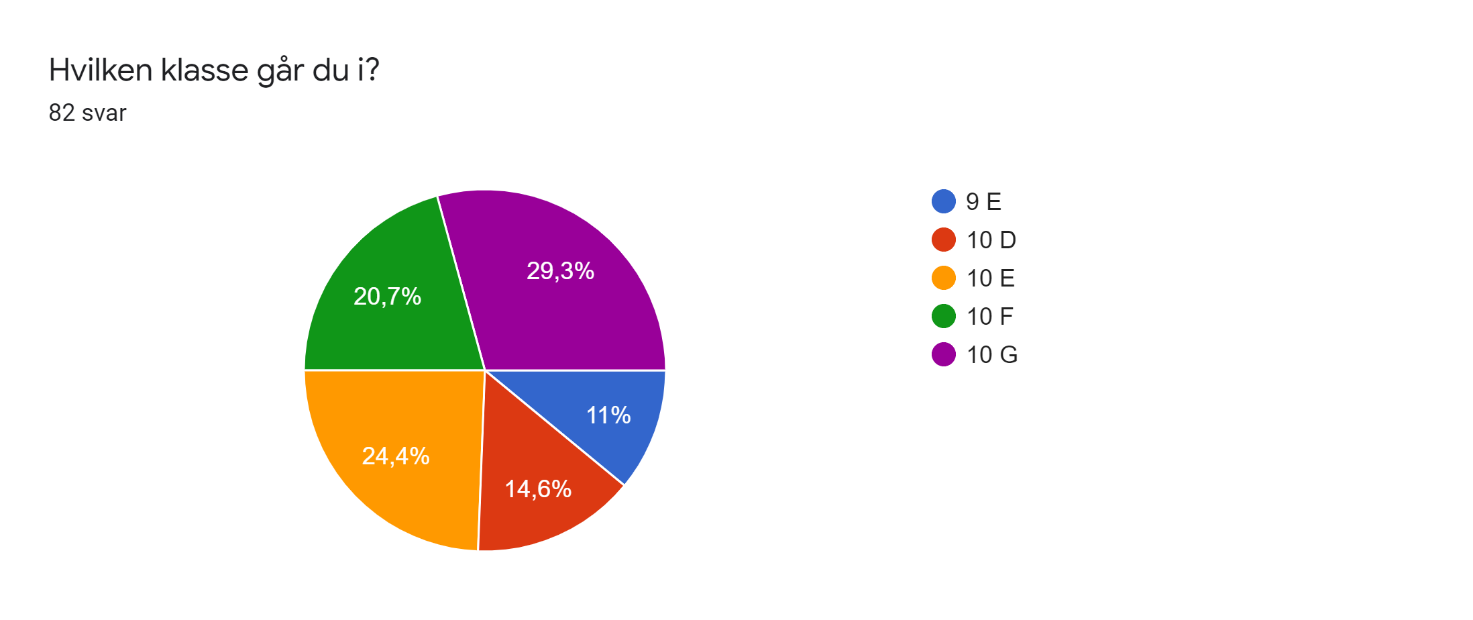 Hvilken klasse går du i?
82 svar
9 E
10 D
10 E
10 F
10 G
29,3%
20,7%
11%
24,4%
14,6%